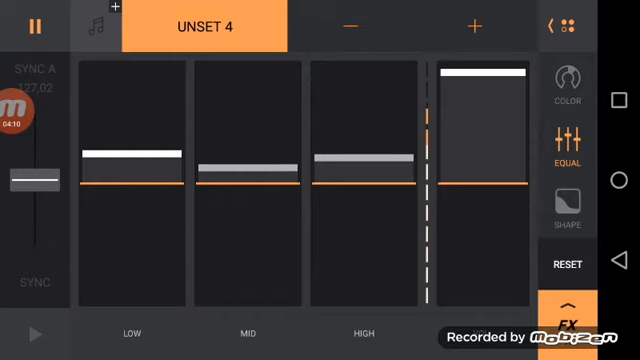 UNSET 4
SYNC A
127,02
04:10
COLOR
EQUAL
SHAPE
SYNC
RESET
FX
LOW
MID
HIGH
Recorded by mobizen